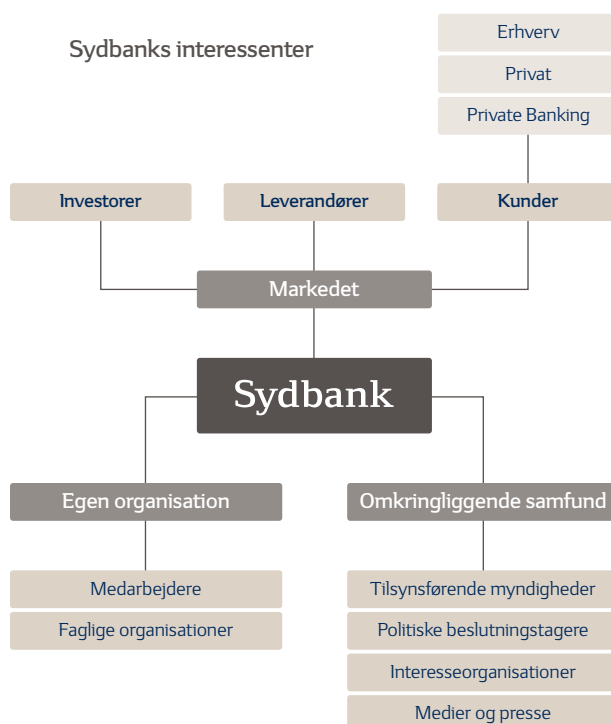 Sydbanks interessenter
Erhverv
Privat
Private Banking
Investorer
Leverandører
Kunder
Markedet
Sydbank
Egen organisation
Omkringliggende samfund
Medarbejdere
Faglige organisationer
Tilsynsførende myndigheder
Politiske beslutningstagere
Interesseorganisationer
Medier og presse